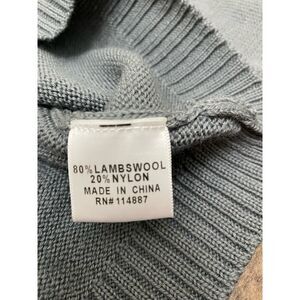 80% LAMBSWOOL
20% NYLON
MADE IN CHINA
RN# 114887